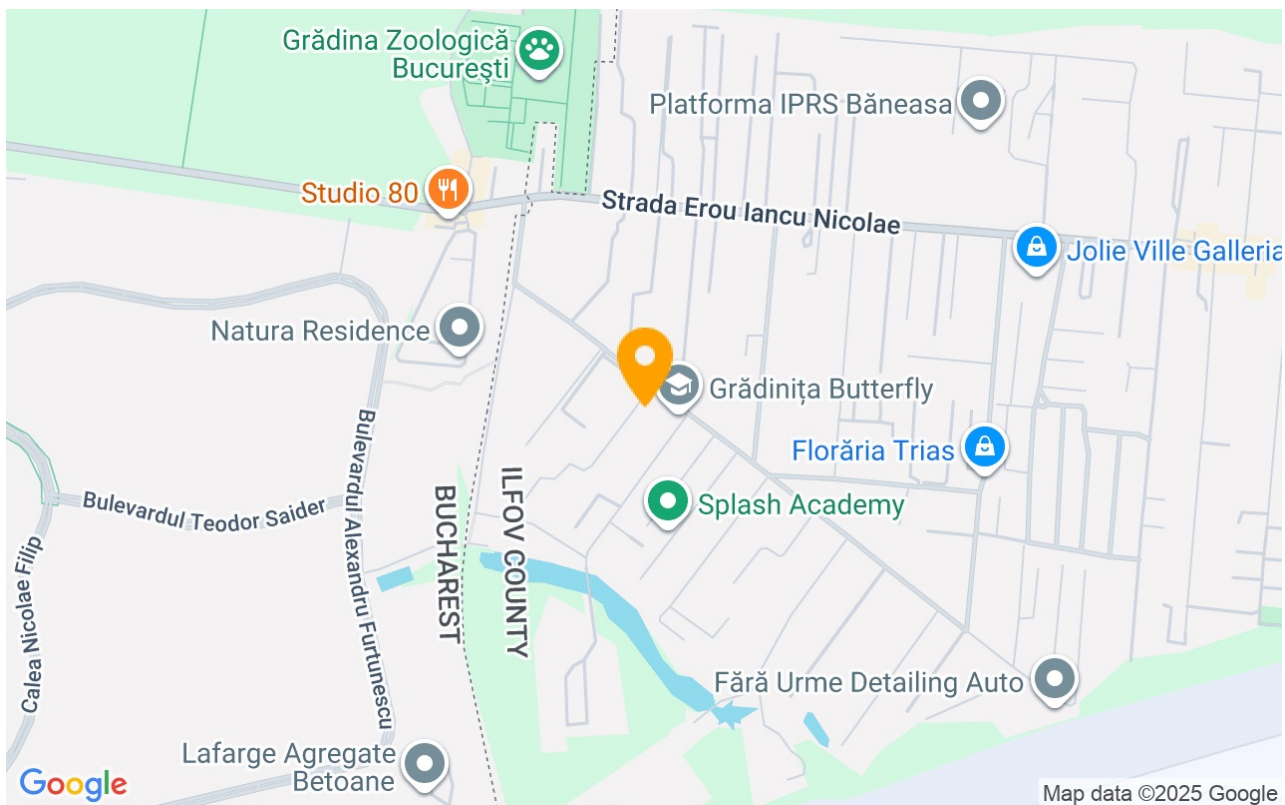 Grădina Zoologică
Bucureşti
Platforma IPRS Băneasa
Studio 80
Strada Erou Iancu Nicolae
Jolie Ville Galleria
Natura Residence
Grădinița Butterfly
Florăria Trias
Bulevardul Teodor Saider
Splash Academy
Bulevardul Alexandru Furtunescu
BUCHAREST
ILFOV COUNTY
Calea Nicolae Filip
Fără Urme Detailing Auto
Lafarge Agregate
Betoane
Google
Map data ©2025 Google